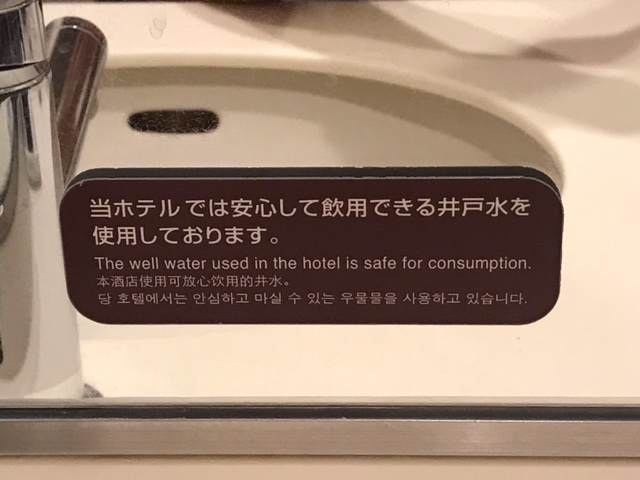 当ホテルでは安心して飲用できる井戸水を
使用しております。
The well water used in the hotel is safe for consumption.
本酒店使用可放心饮用的井水。
당 호텔에서는 안심하고 마실 수 있는 우물물을 사용하고 있습니다.